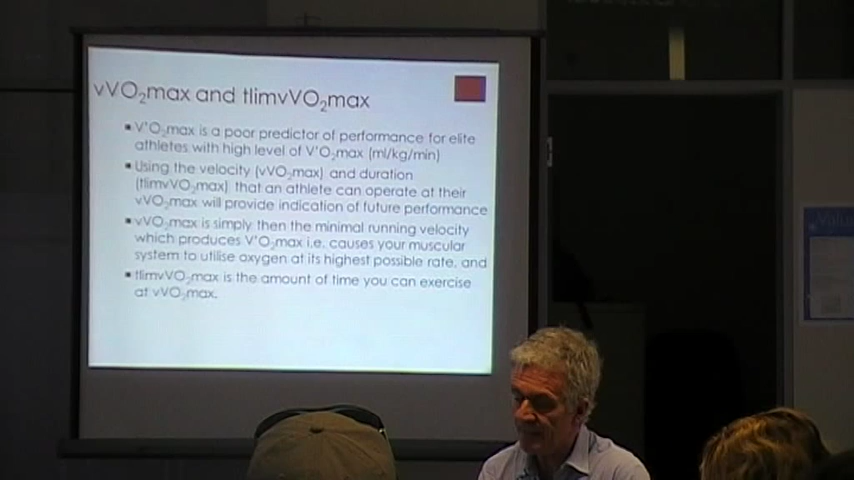 vVO₂max and tlimvVO₂max
▪ V'O₂max is a poor predictor of performance for elite
athletes with high level of V'O₂max (ml/kg/min)
▪ Using the velocity (vVO₂max) and duration
(tlimvVO₂max) that an athlete can operate at their
vVO₂max will provide indication of future performance
▪ vVO₂max is simply then the minimal running velocity
which produces V'O₂max i.e. causes your muscular
system to utilise oxygen at its highest possible rate, and
▪ tlimvVO₂max is the amount of time you can exercise
at vVO₂max.